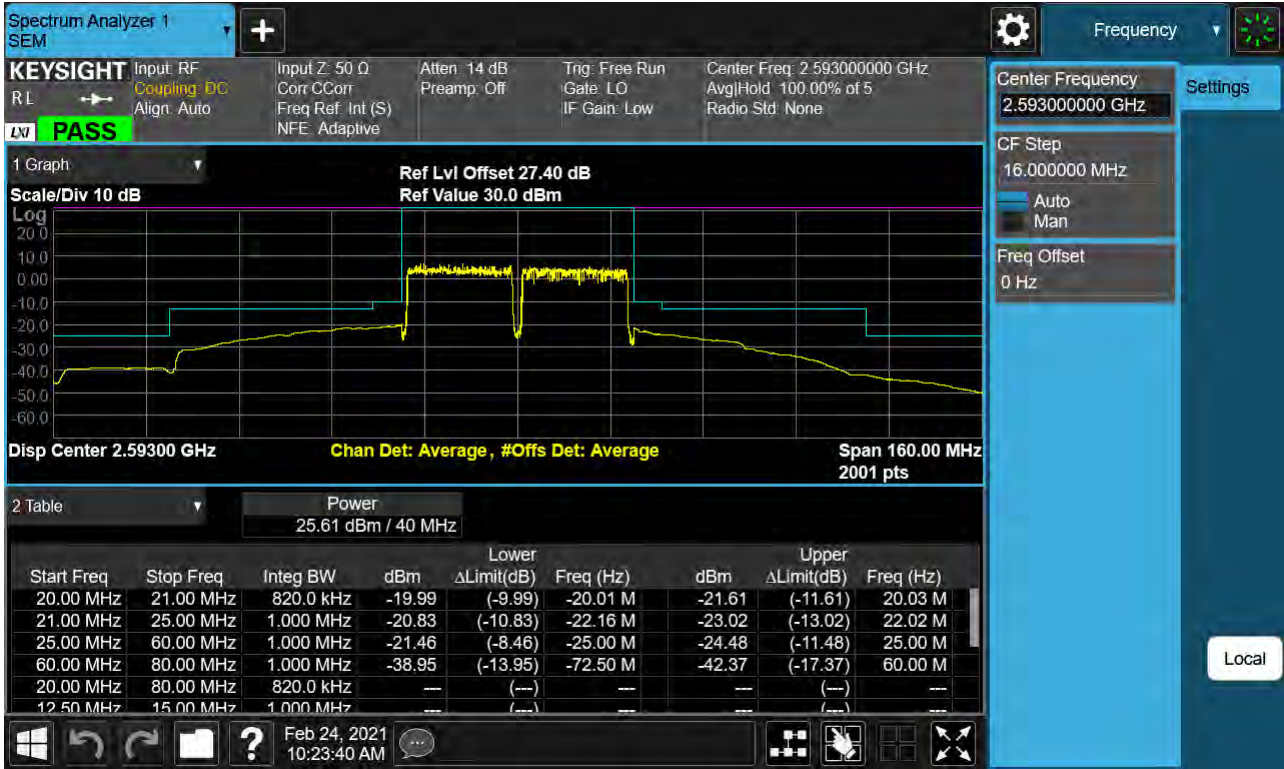 Spectrum Analyzer 1
SEM
+
Frequency
KEYSIGHT
R L
LXI
PASS
Input: RF
Coupling: DC
Align: Auto
Input Z: 50 Ω
Corr CCorr
Freq Ref: Int (S)
NFE: Adaptive
Atten: 14 dB
Preamp: Off
Trig: Free Run
Gate: LO
IF Gain: Low
Center Freq: 2.593000000 GHz
Avg|Hold: 100.00% of 5
Radio Std: None
Center Frequency
2.593000000 GHz
Settings
CF Step
16.000000 MHz
Auto
Man
Freq Offset
0 Hz
1 Graph
Scale/Div 10 dB
Ref Lvl Offset 27.40 dB
Ref Value 30.0 dBm
Log
20.0
10.0
0.00
-10.0
-20.0
-30.0
-40.0
-50.0
-60.0
Disp Center 2.59300 GHz
Chan Det: Average , #Offs Det: Average
Span 160.00 MHz
2001 pts
2 Table
Power
25.61 dBm / 40 MHz
Lower Upper
Start Freq Stop Freq Integ BW dBm ΔLimit(dB) Freq (Hz) dBm ΔLimit(dB) Freq (Hz)
20.00 MHz 21.00 MHz 820.0 kHz -19.99 (-9.99) -20.01 M -21.61 (-11.61) 20.03 M
21.00 MHz 25.00 MHz 1.000 MHz -20.83 (-10.83) -22.16 M -23.02 (-13.02) 22.02 M
25.00 MHz 60.00 MHz 1.000 MHz -21.46 (-8.46) -25.00 M -24.48 (-11.48) 25.00 M
60.00 MHz 80.00 MHz 1.000 MHz -38.95 (-13.95) -72.50 M -42.37 (-17.37) 60.00 M
20.00 MHz 80.00 MHz 820.0 kHz --- (---) --- --- (---) ---
12.50 MHz 15.00 MHz 1.000 MHz --- (---) --- --- (---) ---
Local
?
Feb 24, 2021
10:23:40 AM